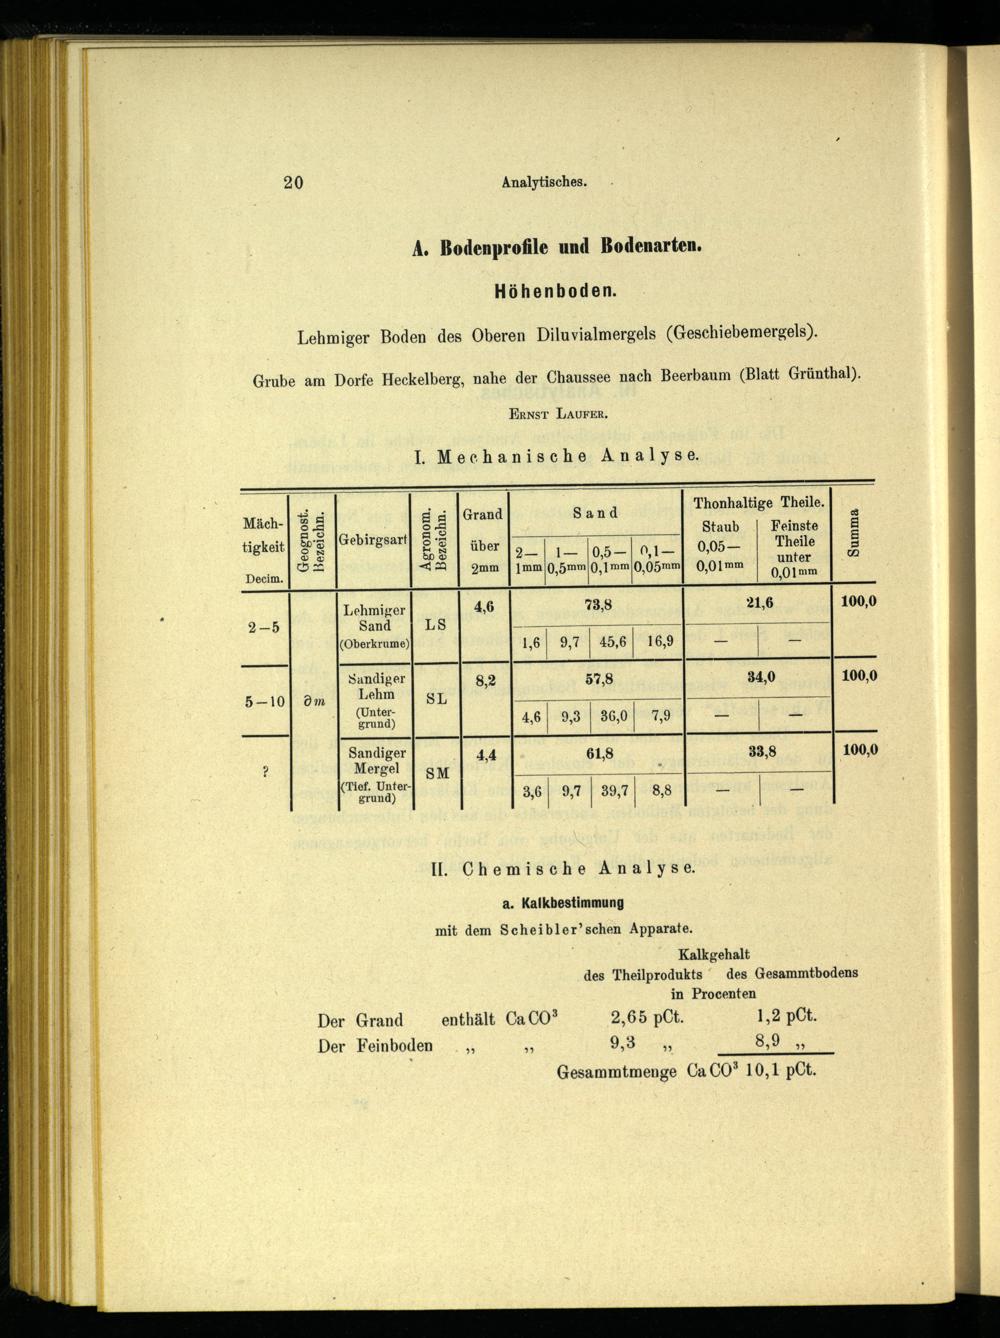 20 Analytisches.
A. Bodenprofile und Bodenarten.
Höhenboden.
Lehmiger Boden des Oberen Diluvialmergels (Geschiebemergels).
Grube am Dorfe Heckelberg, nahe der Chaussee nach Beerbaum (Blatt Grünthal).
ERNST LAUFER.
I. Mechanische Analyse.
Mäch-
tigkeit
Decim.
Geognost.
Bezeichn.
Gebirgsart
Agronom.
Bezeichn.
Grand
über
2mm
Sand
2—
1mm
1—
0,5mm
0,5—
0,1mm
0,1—
0,05mm
Thonhaltige Theile.
Staub
0,05—
0,01mm
Feinste
Theile
unter
0,01mm
Summa
2—5
Lehmiger
Sand
(Oberkrume)
LS
4,6
73,8
21,6
100,0
1,6 9,7 45,6 16,9 — —
5—10
∂m
Sandiger
Lehm
(Unter-
grund)
SL
8,2
57,8
34,0
100,0
4,6 9,3 36,0 7,9 — —
?
Sandiger
Mergel
(Tief. Unter-
grund)
SM
4,4
61,8
33,8
100,0
3,6 9,7 39,7 8,8
II. Chemische Analyse.
a. Kalkbestimmung
mit dem Scheibler'schen Apparate.
Kalkgehalt
des Theilprodukts des Gesammtbodens
in Procenten
Der Grand enthält CaCO³ 2,65 pCt. 1,2 pCt.
Der Feinboden „ „ 9,3 „ 8,9 „
Gesammtmenge CaCO³ 10,1 pCt.